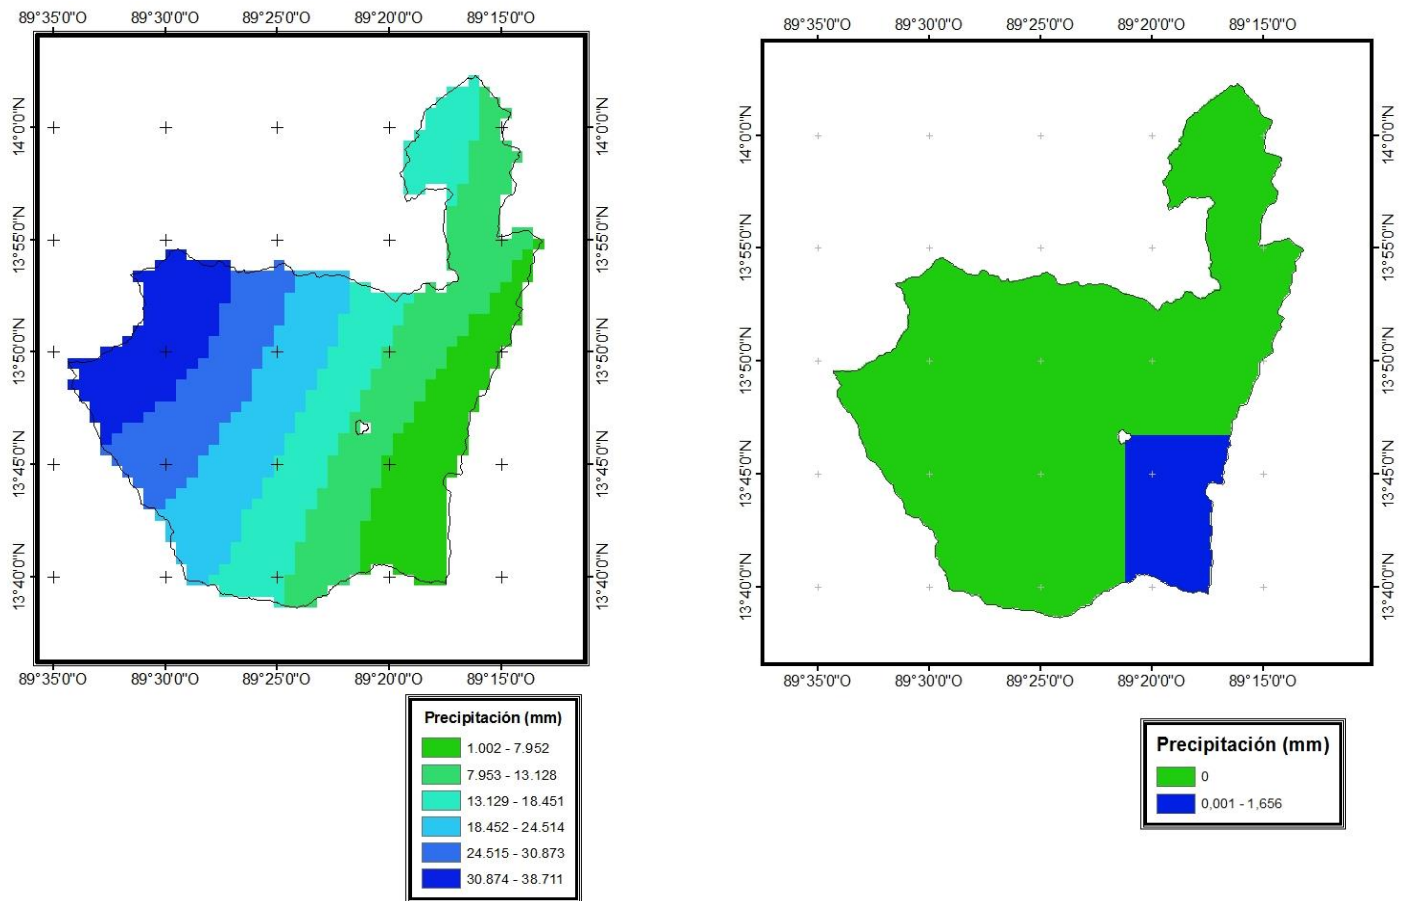 89°35'0"O 89°30'0"O 89°25'0"O 89°20'0"O 89°15'0"O
14°0'0"N 14°0'0"N
13°55'0"N 13°55'0"N
13°50'0"N 13°50'0"N
13°45'0"N 13°45'0"N
13°40'0"N 13°40'0"N
89°35'0"O 89°30'0"O 89°25'0"O 89°20'0"O 89°15'0"O
Precipitación (mm)
1.002 - 7.952
7.953 - 13.128
13.129 - 18.451
18.452 - 24.514
24.515 - 30.873
30.874 - 38.711
89°35'0"O 89°30'0"O 89°25'0"O 89°20'0"O 89°15'0"O
14°0'0"N 14°0'0"N
13°55'0"N 13°55'0"N
13°50'0"N 13°50'0"N
13°45'0"N 13°45'0"N
13°40'0"N 13°40'0"N
89°35'0"O 89°30'0"O 89°25'0"O 89°20'0"O 89°15'0"O
Precipitación (mm)
0
0,001 - 1,656